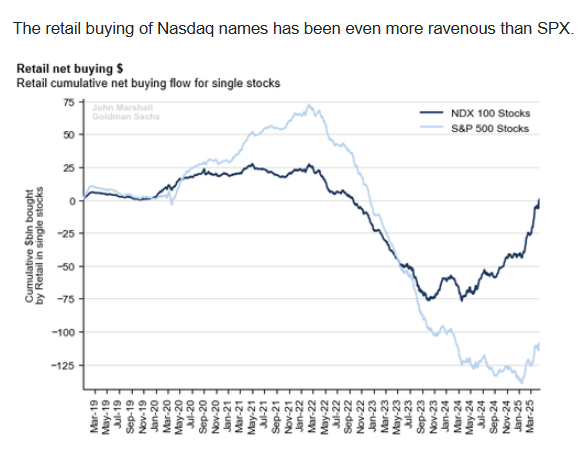 The retail buying of Nasdaq names has been even more ravenous than SPX.
Retail net buying $
Retail cumulative net buying flow for single stocks
John Marshall
Goldman Sachs
NDX 100 Stocks
S&P 500 Stocks
Cumulative $bln bought
by Retail in single stocks
75
50
25
0
−25
−50
−75
−100
−125
Mar-19
May-19
Jul-19
Sep-19
Nov-19
Jan-20
Mar-20
May-20
Jul-20
Sep-20
Nov-20
Jan-21
Mar-21
May-21
Jul-21
Sep-21
Nov-21
Jan-22
Mar-22
May-22
Jul-22
Sep-22
Nov-22
Jan-23
Mar-23
May-23
Jul-23
Sep-23
Nov-23
Jan-24
Mar-24
May-24
Jul-24
Sep-24
Nov-24
Jan-25
Mar-25